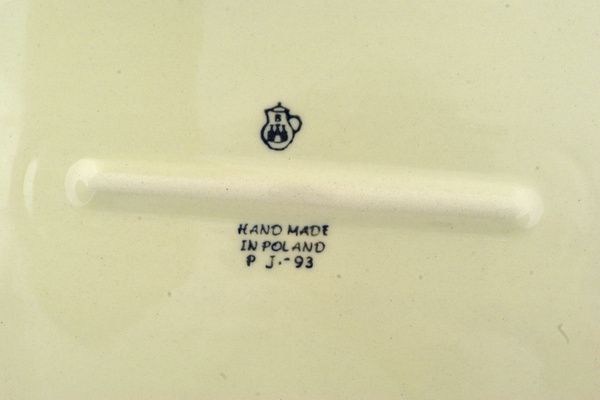 B
HAND MADE
IN POLAND
P J.-93